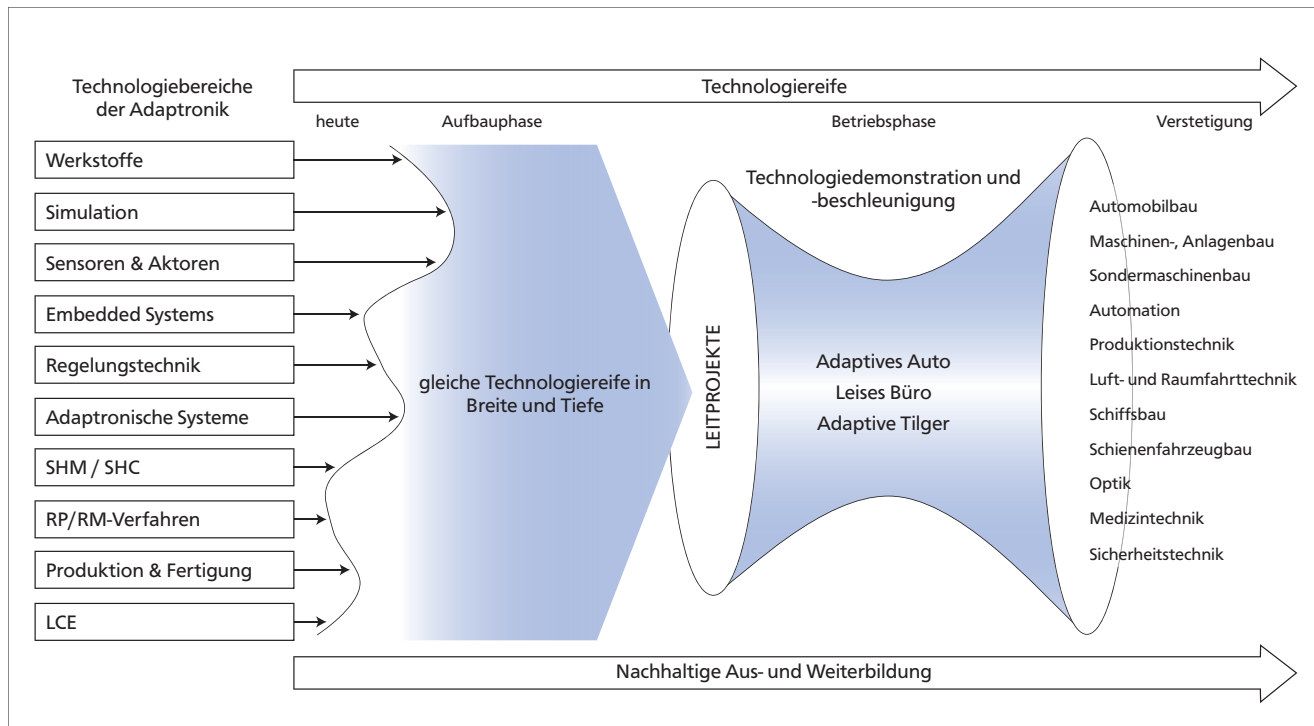 Technologiebereiche
der Adaptronik
Technologiereife
heute
Aufbauphase
Betriebsphase
Verstetigung
Werkstoffe
Simulation
Sensoren & Aktoren
Embedded Systems
Regelungstechnik
Adaptronische Systeme
SHM / SHC
RP/RM-Verfahren
Produktion & Fertigung
LCE
gleiche Technologiereife in
Breite und Tiefe
LEITPROJEKTE
Technologiedemonstration und
-beschleunigung
Adaptives Auto
Leises Büro
Adaptive Tilger
Automobilbau
Maschinen-, Anlagenbau
Sondermaschinenbau
Automation
Produktionstechnik
Luft- und Raumfahrttechnik
Schiffsbau
Schienenfahrzeugbau
Optik
Medizintechnik
Sicherheitstechnik
Nachhaltige Aus- und Weiterbildung